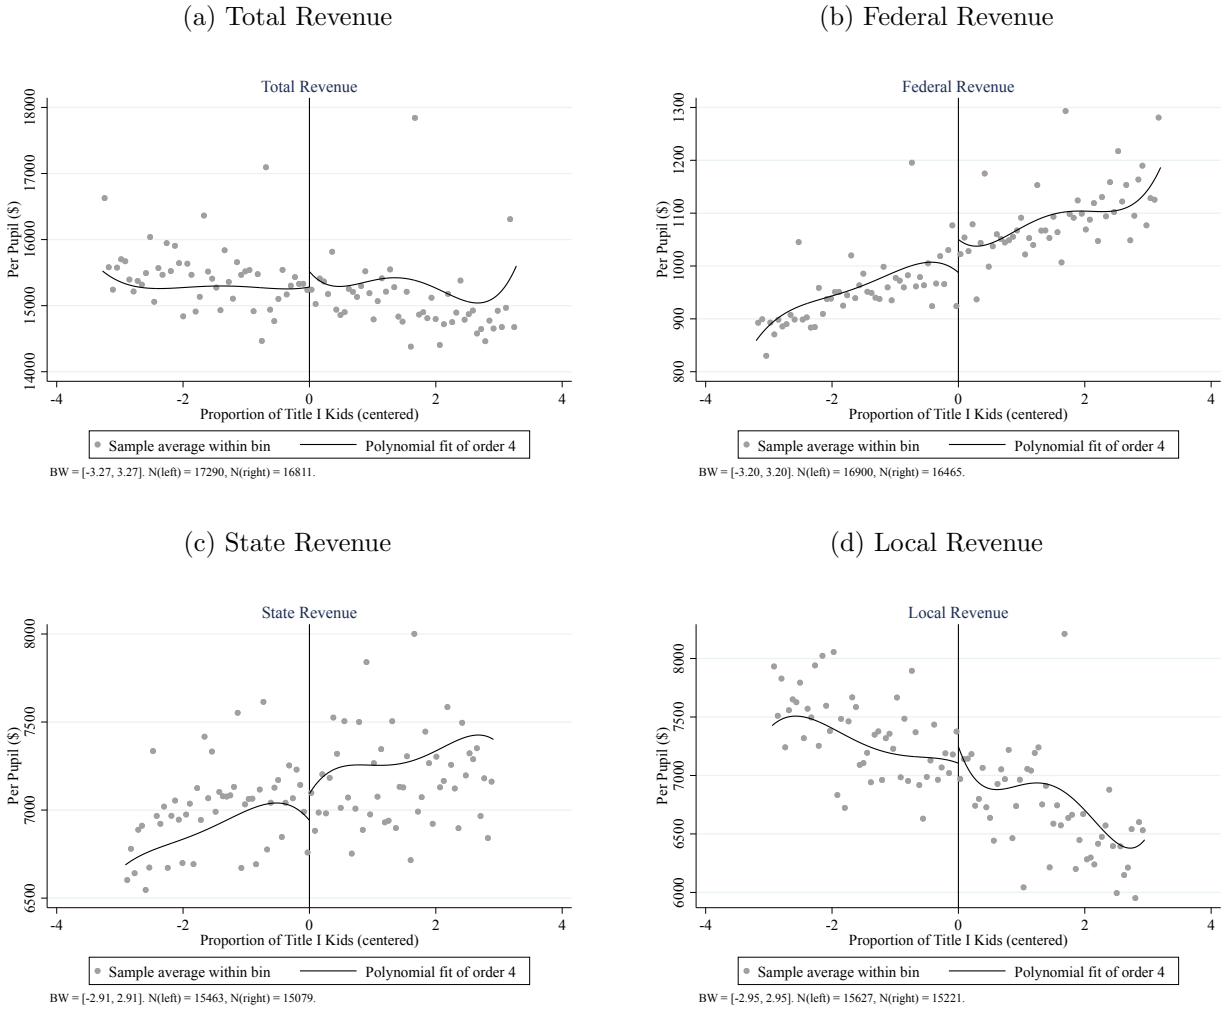 (a) Total Revenue
(b) Federal Revenue
Total Revenue
Per Pupil ($)
18000
17000
16000
15000
14000
-4 -2 0 2 4
Proportion of Title I Kids (centered)
Sample average within bin Polynomial fit of order 4
BW = [-3.27, 3.27]. N(left) = 17290, N(right) = 16811.
Federal Revenue
Per Pupil ($)
1300
1200
1100
1000
900
800
-4 -2 0 2 4
Proportion of Title I Kids (centered)
Sample average within bin Polynomial fit of order 4
BW = [-3.20, 3.20]. N(left) = 16900, N(right) = 16465.
(c) State Revenue
(d) Local Revenue
State Revenue
Per Pupil ($)
8000
7500
7000
6500
-4 -2 0 2 4
Proportion of Title I Kids (centered)
Sample average within bin Polynomial fit of order 4
BW = [-2.91, 2.91]. N(left) = 15463, N(right) = 15079.
Local Revenue
Per Pupil ($)
8000
7500
7000
6500
6000
-4 -2 0 2 4
Proportion of Title I Kids (centered)
Sample average within bin Polynomial fit of order 4
BW = [-2.95, 2.95]. N(left) = 15627, N(right) = 15221.